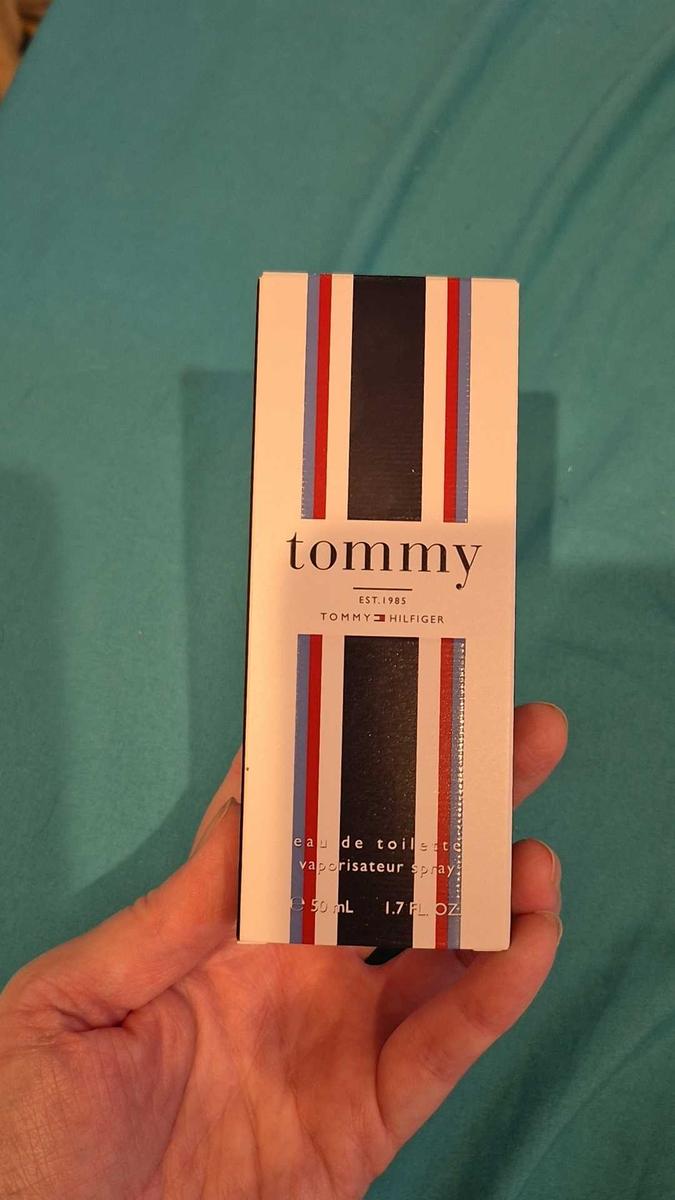 tommy
EST. 1985
TOMMY HILFIGER
eau de toilette
vaporisateur spray
℮ 50 mL 1.7 FL. OZ.